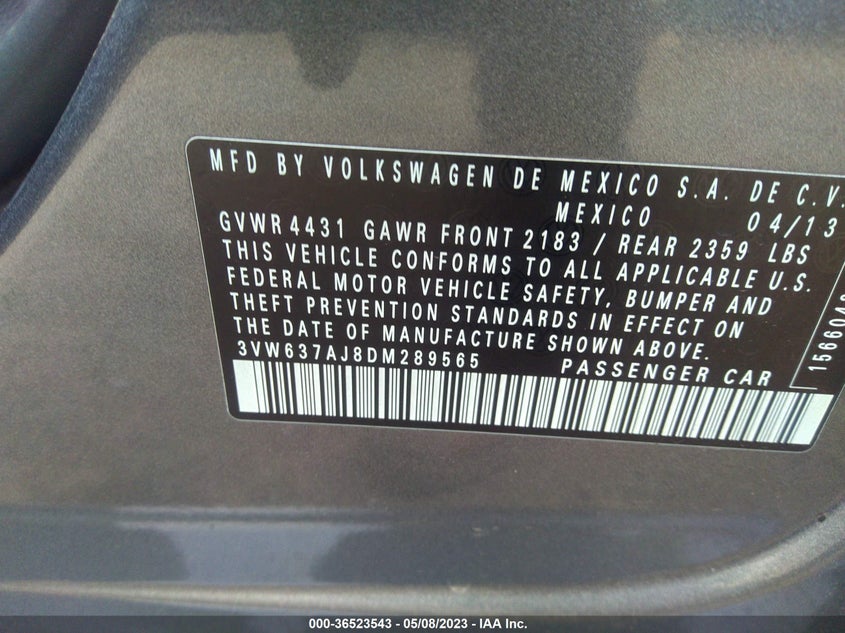 MFD BY VOLKSWAGEN DE MEXICO S.A. DE C.V.
MEXICO 04/13
GVWR 4431 GAWR FRONT 2183 / REAR 2359 LBS
THIS VEHICLE CONFORMS TO ALL APPLICABLE U.S.
FEDERAL MOTOR VEHICLE SAFETY, BUMPER AND
THEFT PREVENTION STANDARDS IN EFFECT ON
THE DATE OF MANUFACTURE SHOWN ABOVE.
3VW637AJ8DM289565 PASSENGER CAR
000-36523543 - 05/08/2023 - IAA Inc.